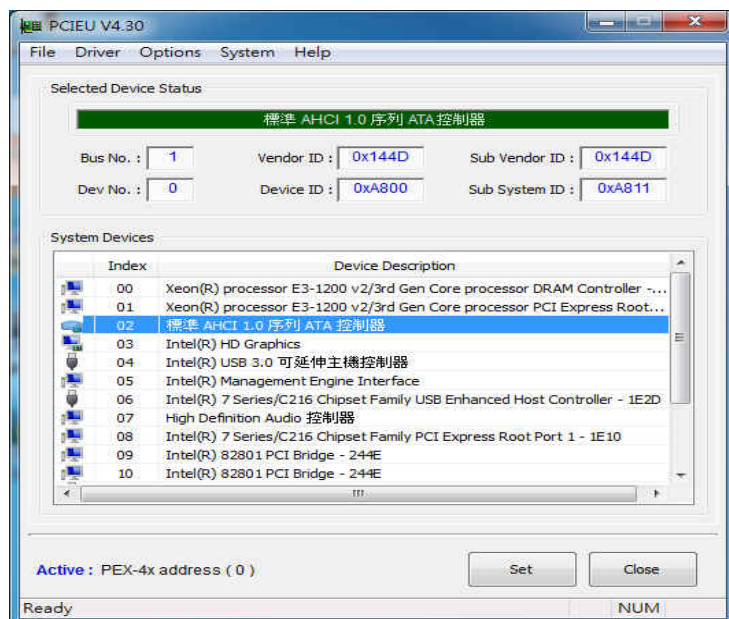 PCIEU V4.30
File Driver Options System Help
Selected Device Status
標準 AHCI 1.0 序列 ATA 控制器
Bus No. : 1 Vendor ID : 0x144D Sub Vendor ID : 0x144D
Dev No. : 0 Device ID : 0xA800 Sub System ID : 0xA811
System Devices
Index Device Description
00 Xeon(R) processor E3-1200 v2/3rd Gen Core processor DRAM Controller -...
01 Xeon(R) processor E3-1200 v2/3rd Gen Core processor PCI Express Root...
02 標準 AHCI 1.0 序列 ATA 控制器
03 Intel(R) HD Graphics
04 Intel(R) USB 3.0 可延伸主機控制器
05 Intel(R) Management Engine Interface
06 Intel(R) 7 Series/C216 Chipset Family USB Enhanced Host Controller - 1E2D
07 High Definition Audio 控制器
08 Intel(R) 7 Series/C216 Chipset Family PCI Express Root Port 1 - 1E10
09 Intel(R) 82801 PCI Bridge - 244E
10 Intel(R) 82801 PCI Bridge - 244E
Active : PEX-4x address ( 0 ) Set Close
Ready NUM